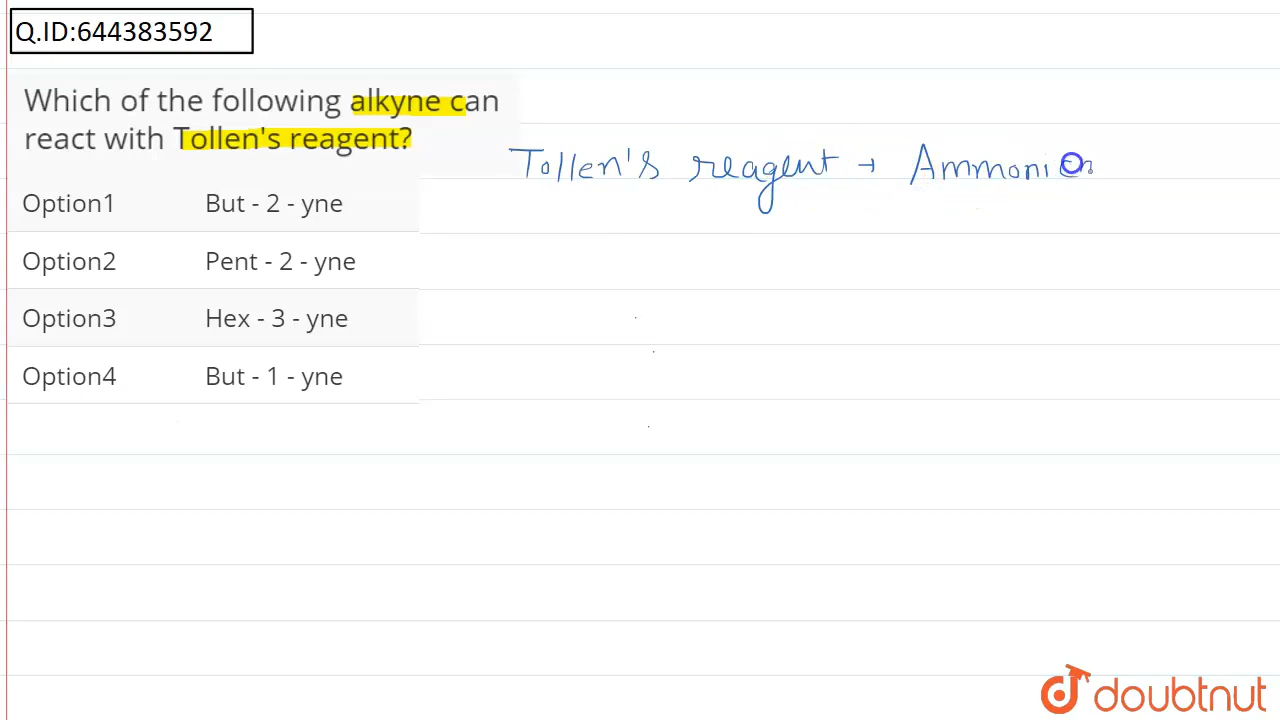 Q.ID:644383592
Which of the following alkyne can
react with Tollen's reagent?
Tollen's reagent → Ammoni
Option1 But - 2 - yne
Option2 Pent - 2 - yne
Option3 Hex - 3 - yne
Option4 But - 1 - yne
doubtnut